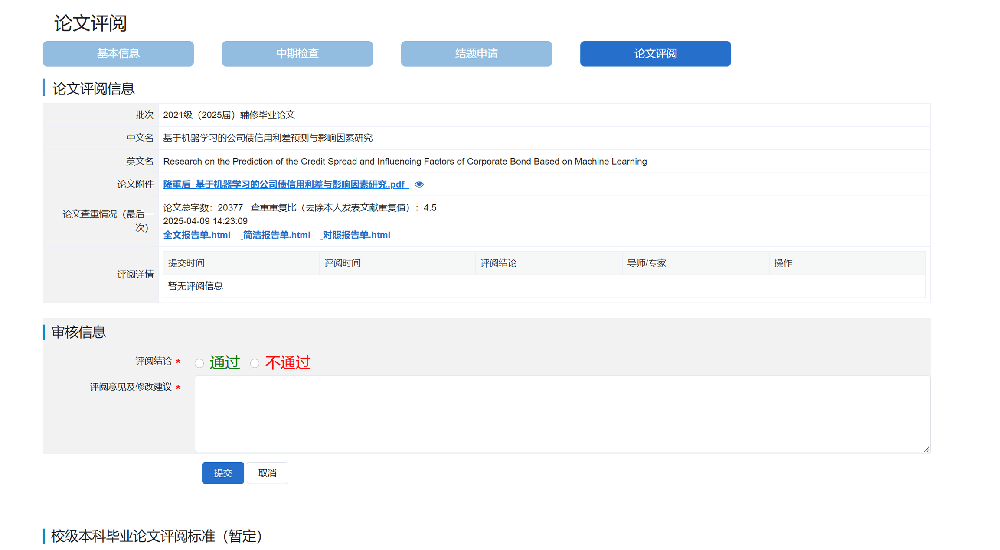 论文评阅
基本信息 中期检查 结题申请 论文评阅
论文评阅信息
批次 2021级（2025届）辅修毕业论文
中文名 基于机器学习的公司债信用利差预测与影响因素研究
英文名 Research on the Prediction of the Credit Spread and Influencing Factors of Corporate Bond Based on Machine Learning
论文附件 降重后_基于机器学习的公司债信用利差与影响因素研究.pdf
论文查重情况（最后一次）
论文总字数：20377 查重重复比（去除本人发表文献重复值）：4.5
2025-04-09 14:23:09
全文报告单.html 简洁报告单.html 对照报告单.html
评阅详情
提交时间 评阅时间 评阅结论 导师/专家 操作
暂无评阅信息
审核信息
评阅结论 * 通过 不通过
评阅意见及修改建议 *
提交 取消
校级本科毕业论文评阅标准（暂定）